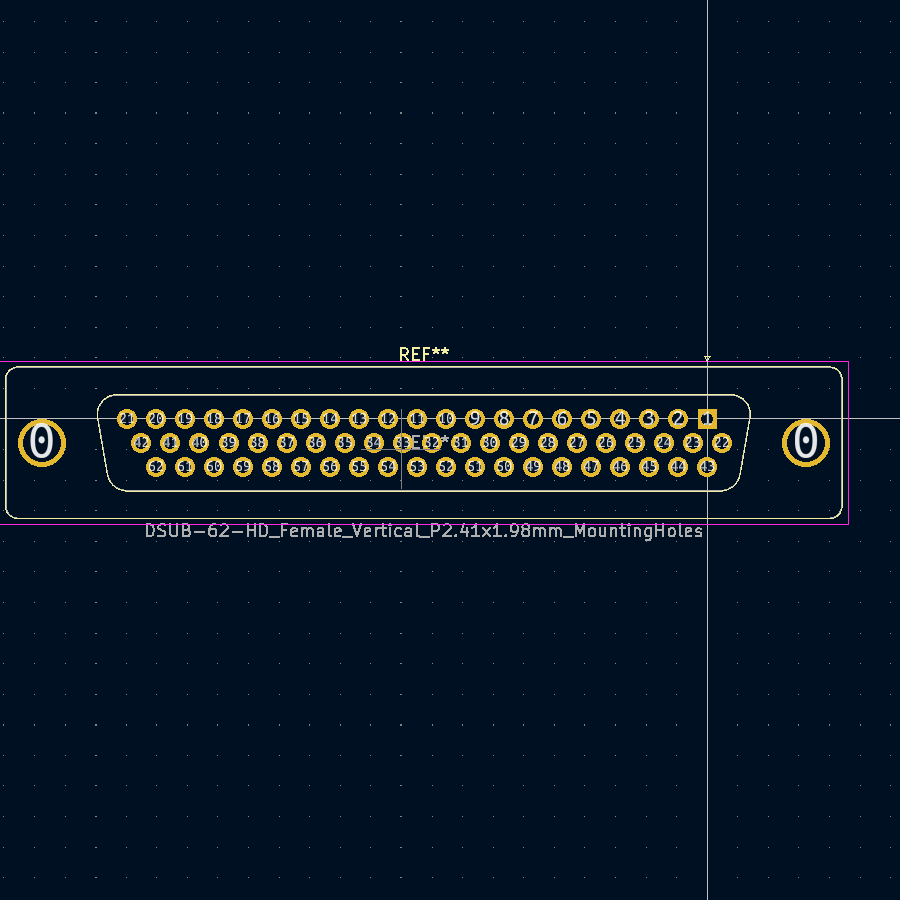 REF**
21 20 19 18 17 16 15 14 13 12 11 10 9 8 7 6 5 4 3 2 1
42 41 40 39 38 37 36 35 34 33 32 31 30 29 28 27 26 25 24 23 22
0 0
62 61 60 59 58 57 56 55 54 53 52 51 50 49 48 47 46 45 44 43
DSUB-62-HD_Female_Vertical_P2.41x1.98mm_MountingHoles